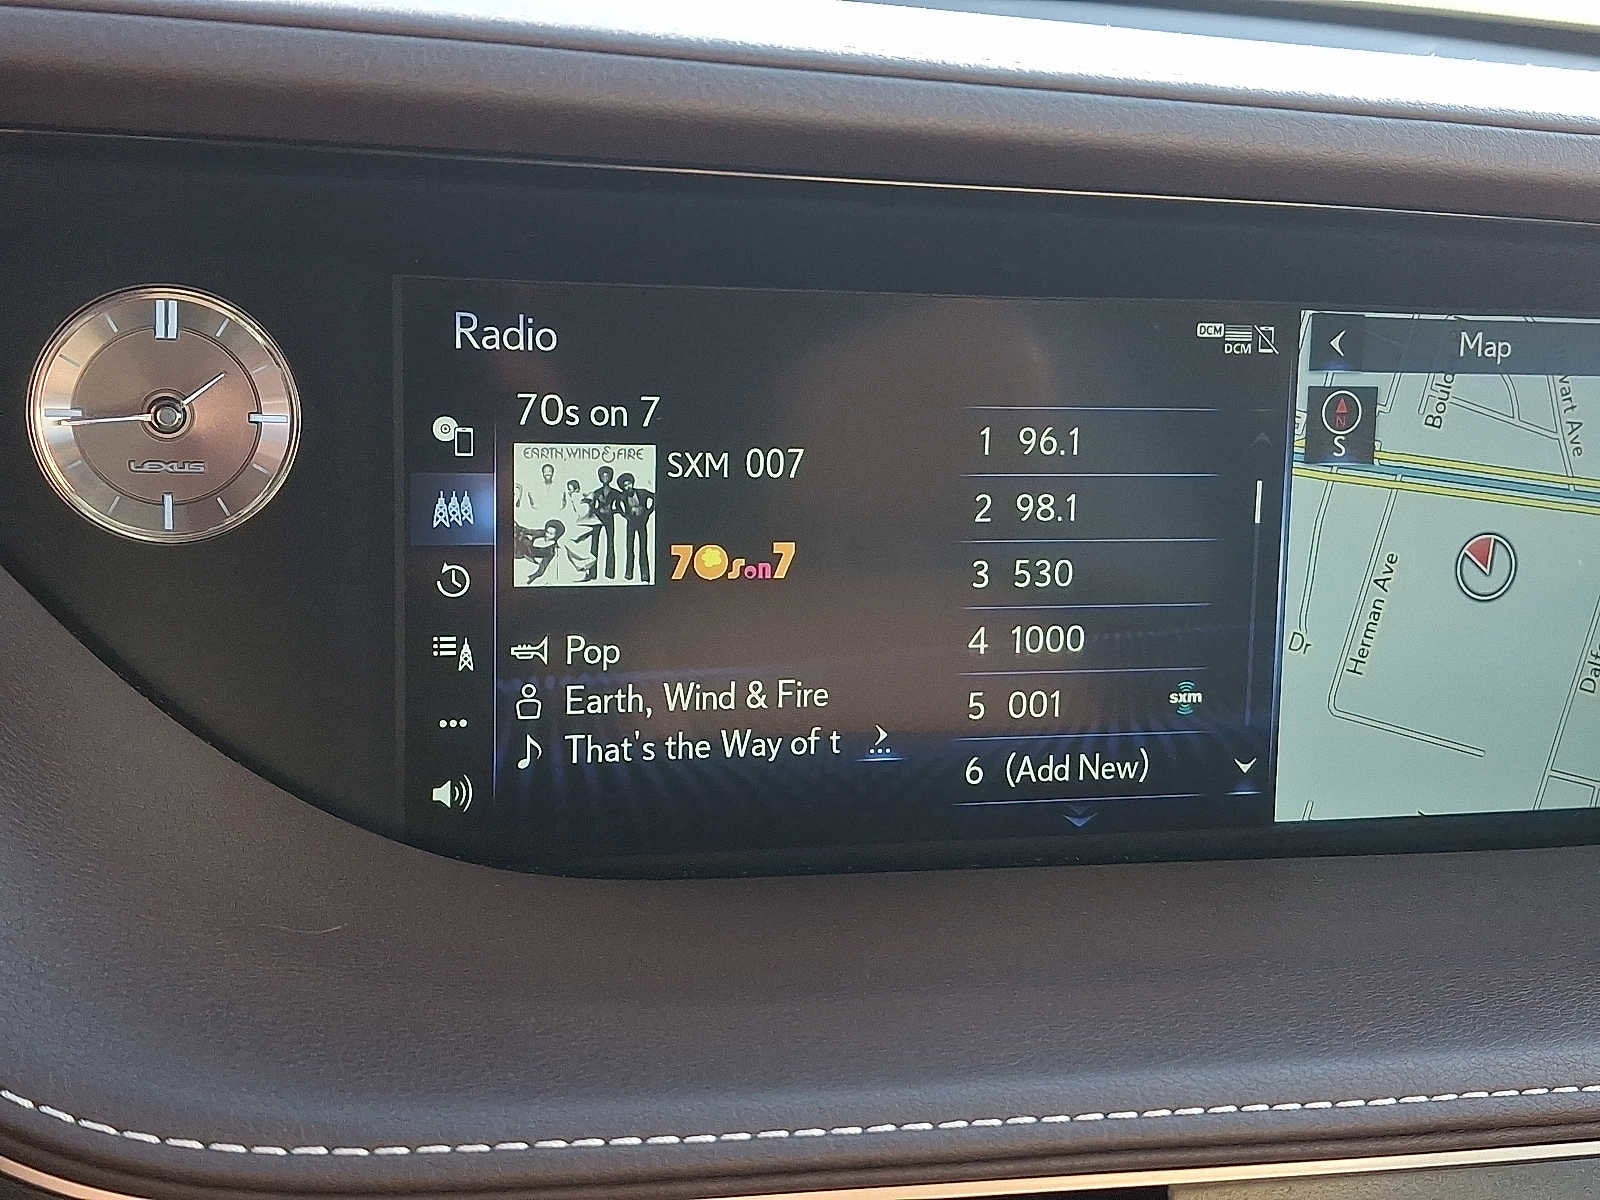 LEXUS
Radio
DCM
DCM
70s on 7
EARTH, WIND & FIRE
SXM 007
70s on 7
Pop
Earth, Wind & Fire
That's the Way of t
1 96.1
2 98.1
3 530
4 1000
5 001 sxm
6 (Add New)
Map
N
S
Herman Ave
Dr